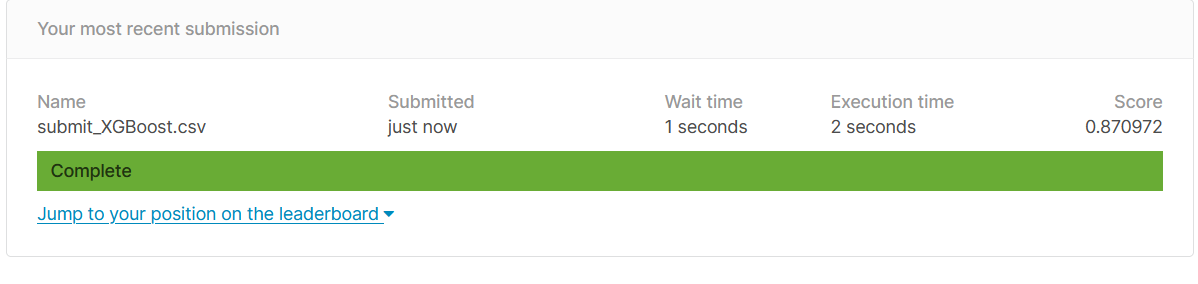 Your most recent submission
Name Submitted Wait time Execution time Score
submit_XGBoost.csv just now 1 seconds 2 seconds 0.870972
Complete
Jump to your position on the leaderboard